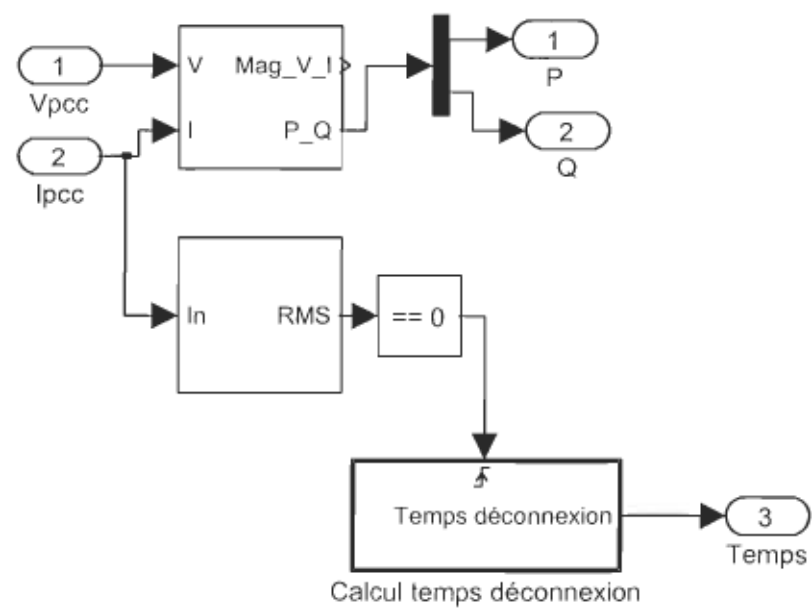 1
Vpcc
2
Ipcc
V
Mag_V_I
I
P_Q
1
P
2
Q
In
RMS
== 0
Temps déconnexion
Calcul temps déconnexion
3
Temps